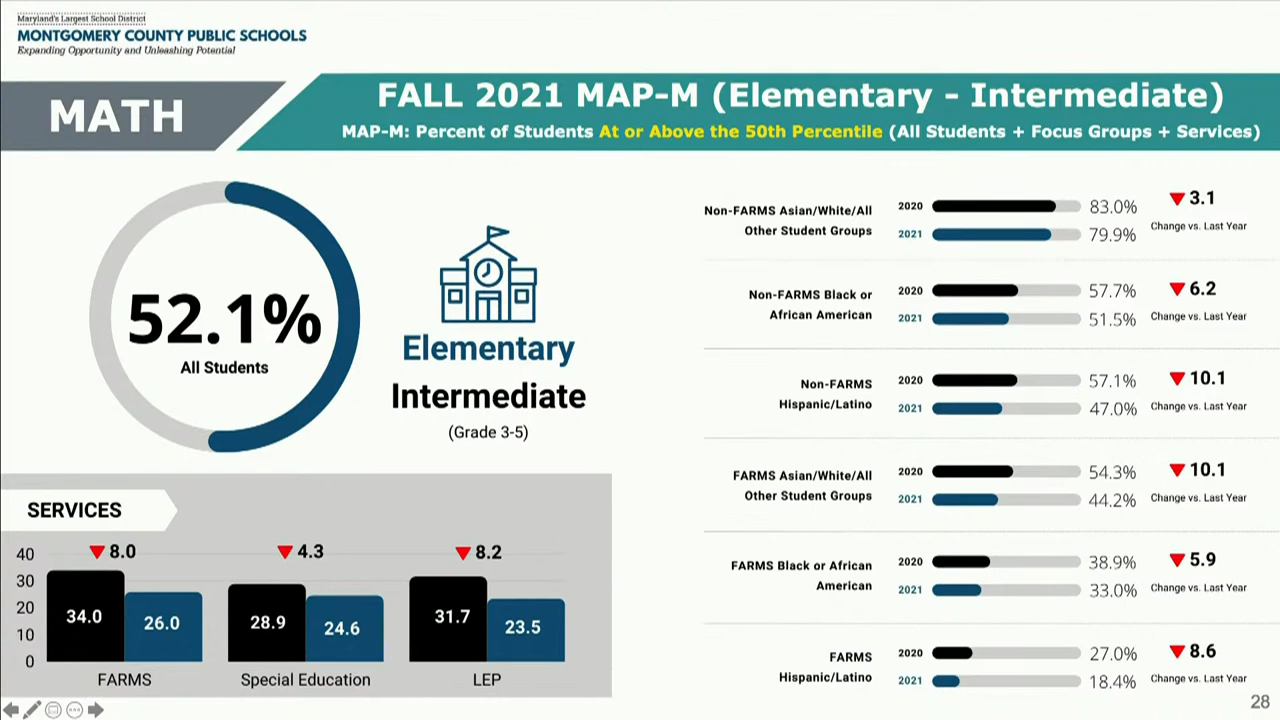 Maryland's Largest School District
MONTGOMERY COUNTY PUBLIC SCHOOLS
Expanding Opportunity and Unleashing Potential
MATH
FALL 2021 MAP-M (Elementary - Intermediate)
MAP-M: Percent of Students At or Above the 50th Percentile (All Students + Focus Groups + Services)
52.1%
All Students
Elementary
Intermediate
(Grade 3-5)
SERVICES
40
30
20
10
0
8.0
34.0
26.0
FARMS
4.3
28.9
24.6
Special Education
8.2
31.7
23.5
LEP
Non-FARMS Asian/White/All
Other Student Groups
2020
83.0%
2021
79.9%
3.1
Change vs. Last Year
Non-FARMS Black or
African American
2020
57.7%
2021
51.5%
6.2
Change vs. Last Year
Non-FARMS
Hispanic/Latino
2020
57.1%
2021
47.0%
10.1
Change vs. Last Year
FARMS Asian/White/All
Other Student Groups
2020
54.3%
2021
44.2%
10.1
Change vs. Last Year
FARMS Black or African
American
2020
38.9%
2021
33.0%
5.9
Change vs. Last Year
FARMS
Hispanic/Latino
2020
27.0%
2021
18.4%
8.6
Change vs. Last Year
28